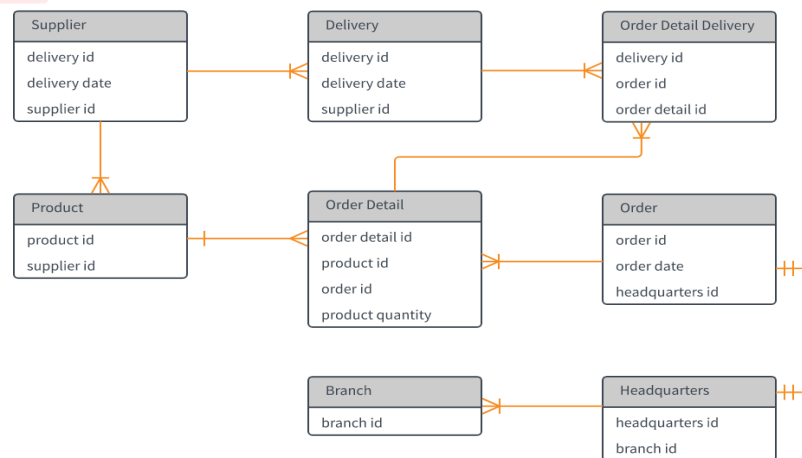 Supplier
delivery id
delivery date
supplier id
Delivery
delivery id
delivery date
supplier id
Order Detail Delivery
delivery id
order id
order detail id
Product
product id
supplier id
Order Detail
order detail id
product id
order id
product quantity
Order
order id
order date
headquarters id
Branch
branch id
Headquarters
headquarters id
branch id